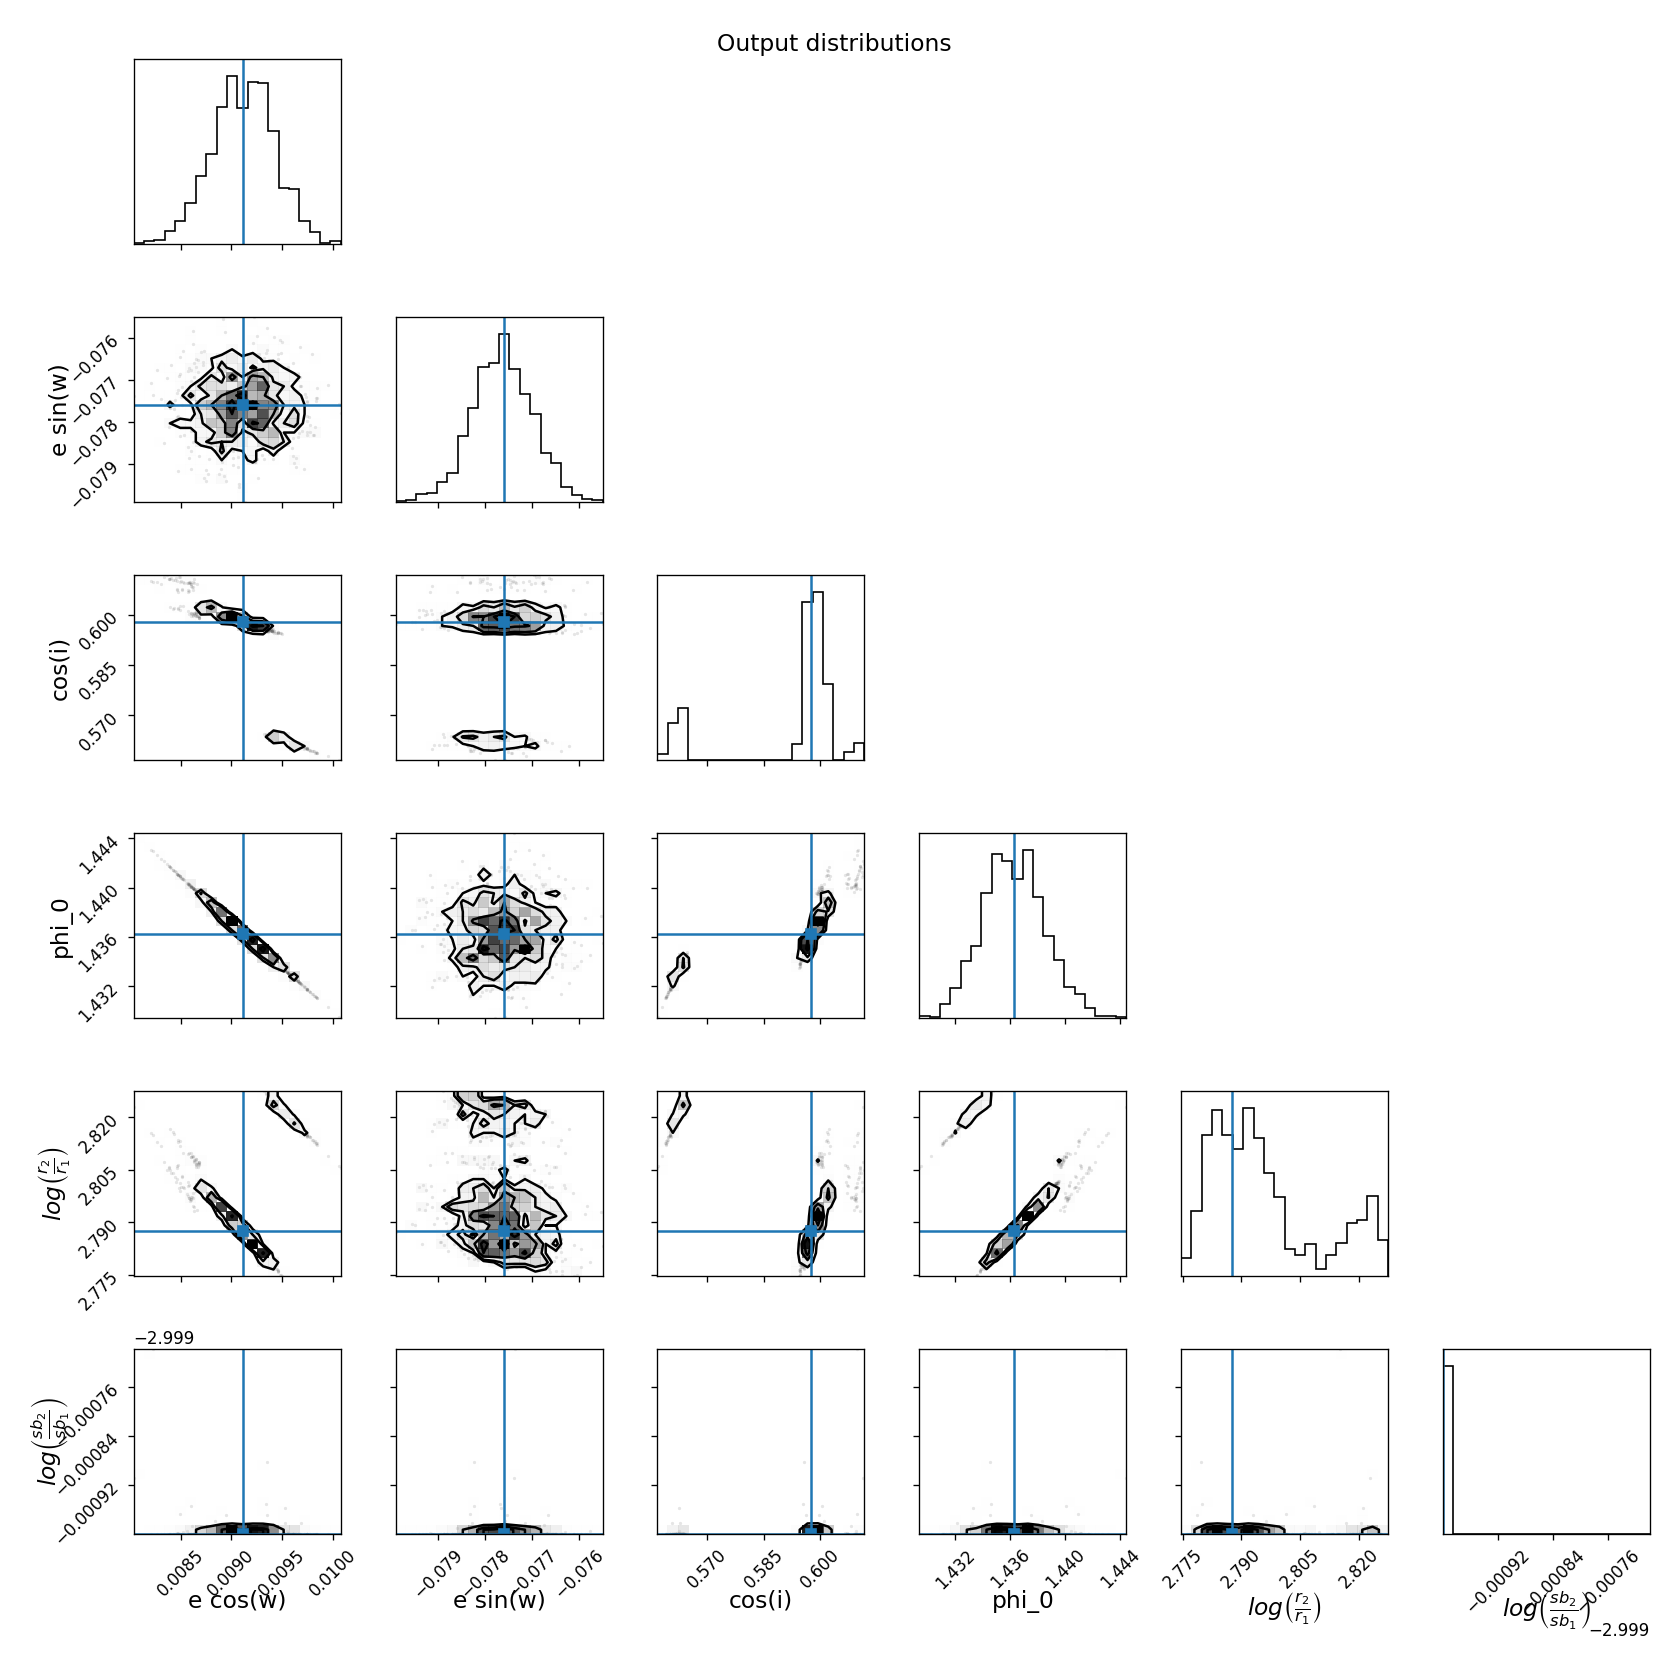 Output distributions
e sin(w)
−0.076
−0.077
−0.078
−0.079
cos(i)
0.600
0.585
0.570
phi_0
1.444
1.440
1.436
1.432
log(r₂/r₁)
2.820
2.805
2.790
2.775
−2.999
log(sb₂/sb₁)
−0.00076
−0.00084
−0.00092
0.0085 0.0090 0.0095 0.0100
−0.079 −0.078 −0.077 −0.076
0.570 0.585 0.600
1.432 1.436 1.440 1.444
2.775 2.790 2.805 2.820
−0.00092 −0.00084 −0.00076
e cos(w) e sin(w) cos(i) phi_0 log(r₂/r₁) log(sb₂/sb₁)
−2.999